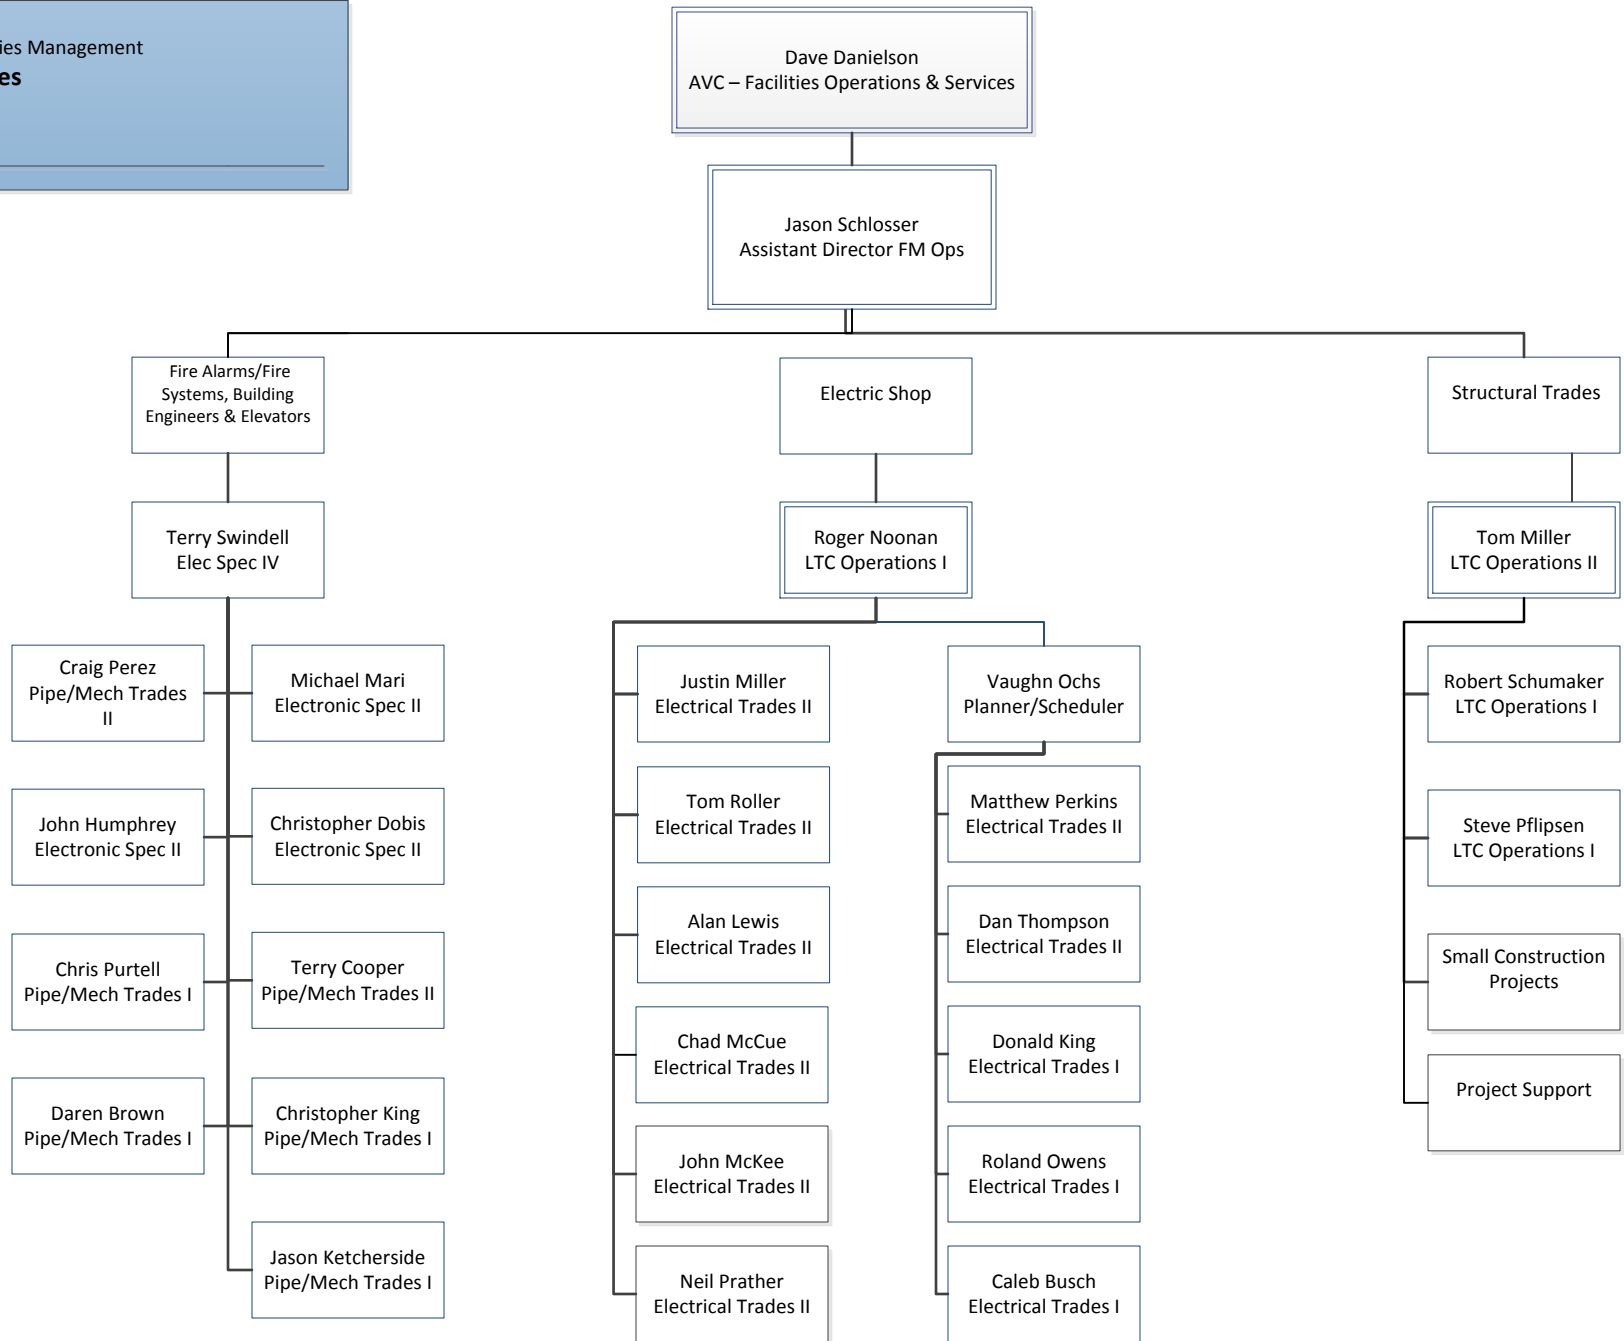 Management
Dave Danielson
AVC – Facilities Operations & Services
Jason Schlosser
Assistant Director FM Ops
Fire Alarms/Fire
Systems, Building
Engineers & Elevators
Electric Shop
Structural Trades
Terry Swindell
Elec Spec IV
Roger Noonan
LTC Operations I
Tom Miller
LTC Operations II
Craig Perez
Pipe/Mech Trades
II
Michael Mari
Electronic Spec II
Justin Miller
Electrical Trades II
Vaughn Ochs
Planner/Scheduler
Robert Schumaker
LTC Operations I
John Humphrey
Electronic Spec II
Christopher Dobis
Electronic Spec II
Tom Roller
Electrical Trades II
Matthew Perkins
Electrical Trades II
Steve Pflipsen
LTC Operations I
Alan Lewis
Electrical Trades II
Dan Thompson
Electrical Trades II
Chris Purtell
Pipe/Mech Trades I
Terry Cooper
Pipe/Mech Trades II
Small Construction
Projects
Chad McCue
Electrical Trades II
Donald King
Electrical Trades I
Project Support
Daren Brown
Pipe/Mech Trades I
Christopher King
Pipe/Mech Trades I
John McKee
Electrical Trades II
Roland Owens
Electrical Trades I
Jason Ketcherside
Pipe/Mech Trades I
Neil Prather
Electrical Trades II
Caleb Busch
Electrical Trades I